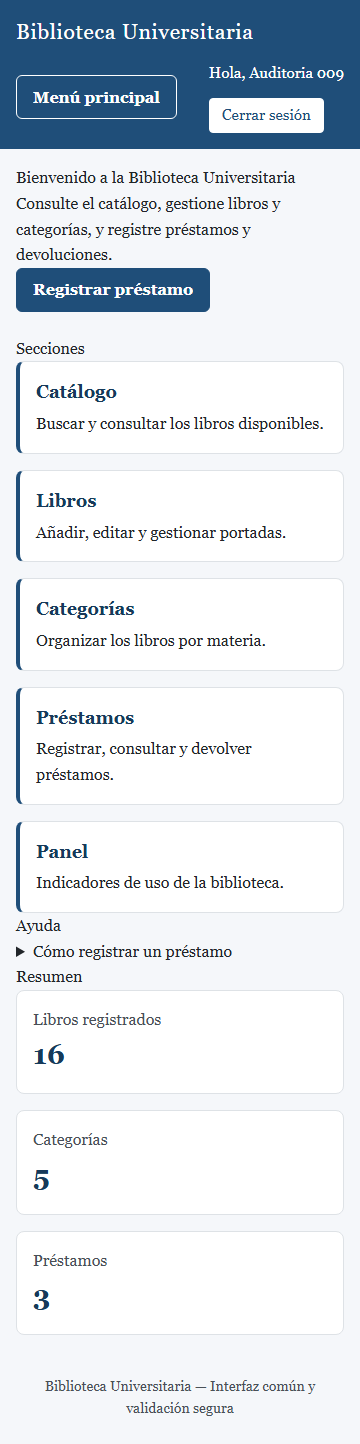 Biblioteca Universitaria
Hola, Auditoria 009
Menú principal
Cerrar sesión
Bienvenido a la Biblioteca Universitaria
Consulte el catálogo, gestione libros y
categorías, y registre préstamos y
devoluciones.
Registrar préstamo
Secciones
Catálogo
Buscar y consultar los libros disponibles.
Libros
Añadir, editar y gestionar portadas.
Categorías
Organizar los libros por materia.
Préstamos
Registrar, consultar y devolver
préstamos.
Panel
Indicadores de uso de la biblioteca.
Ayuda
Cómo registrar un préstamo
Resumen
Libros registrados
16
Categorías
5
Préstamos
3
Biblioteca Universitaria — Interfaz común y
validación segura